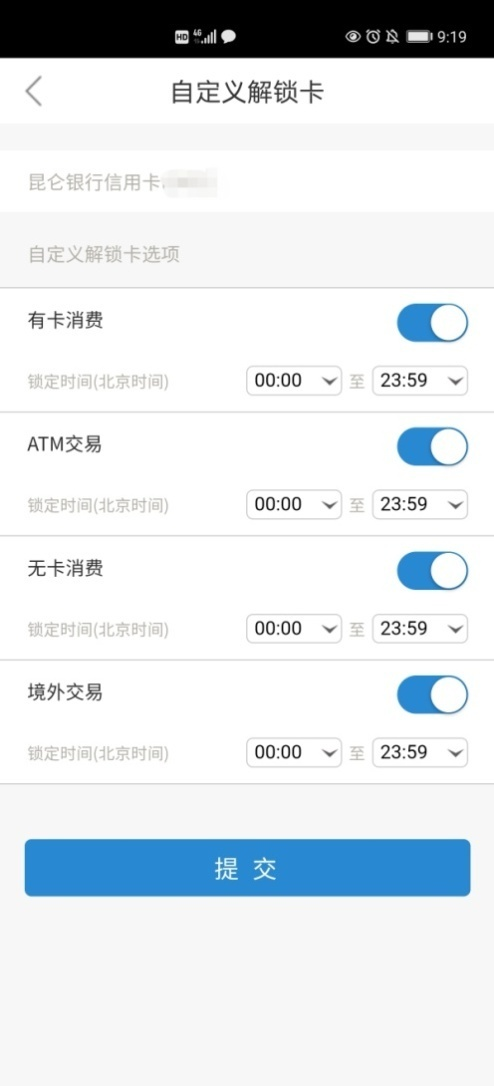 HD 4G 9:19
自定义解锁卡
昆仑银行信用卡
自定义解锁卡选项
有卡消费
锁定时间(北京时间) 00:00 至 23:59
ATM交易
锁定时间(北京时间) 00:00 至 23:59
无卡消费
锁定时间(北京时间) 00:00 至 23:59
境外交易
锁定时间(北京时间) 00:00 至 23:59
提交